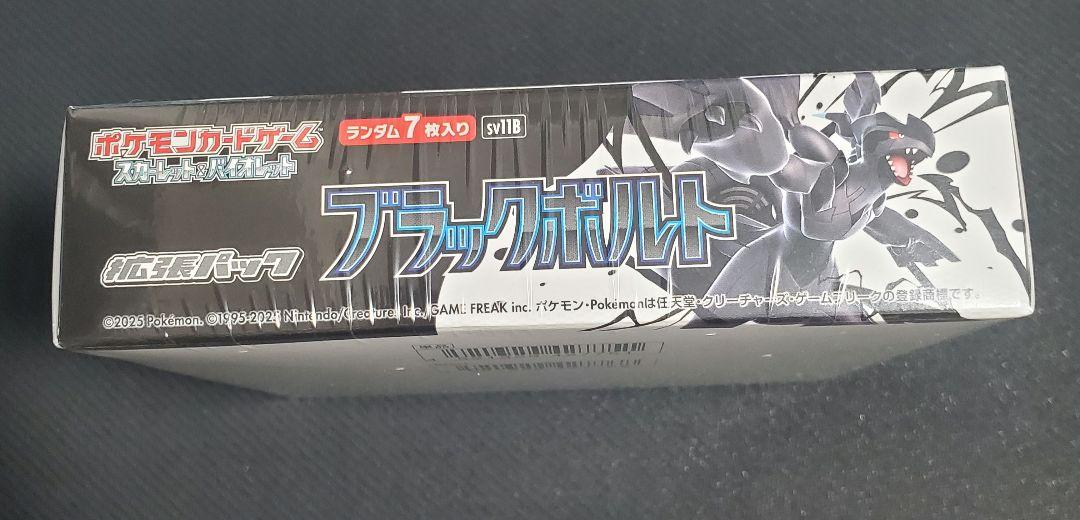 ポケモンカードゲーム
スカーレット&バイオレット
ランダム7枚入り
SV11B
ブラックボルト
拡張パック
©2025 Pokémon. ©1995-2025 Nintendo/Creatures Inc./GAME FREAK inc. ポケモン・Pokémonは任天堂・クリーチャーズ・ゲームフリークの登録商標です。